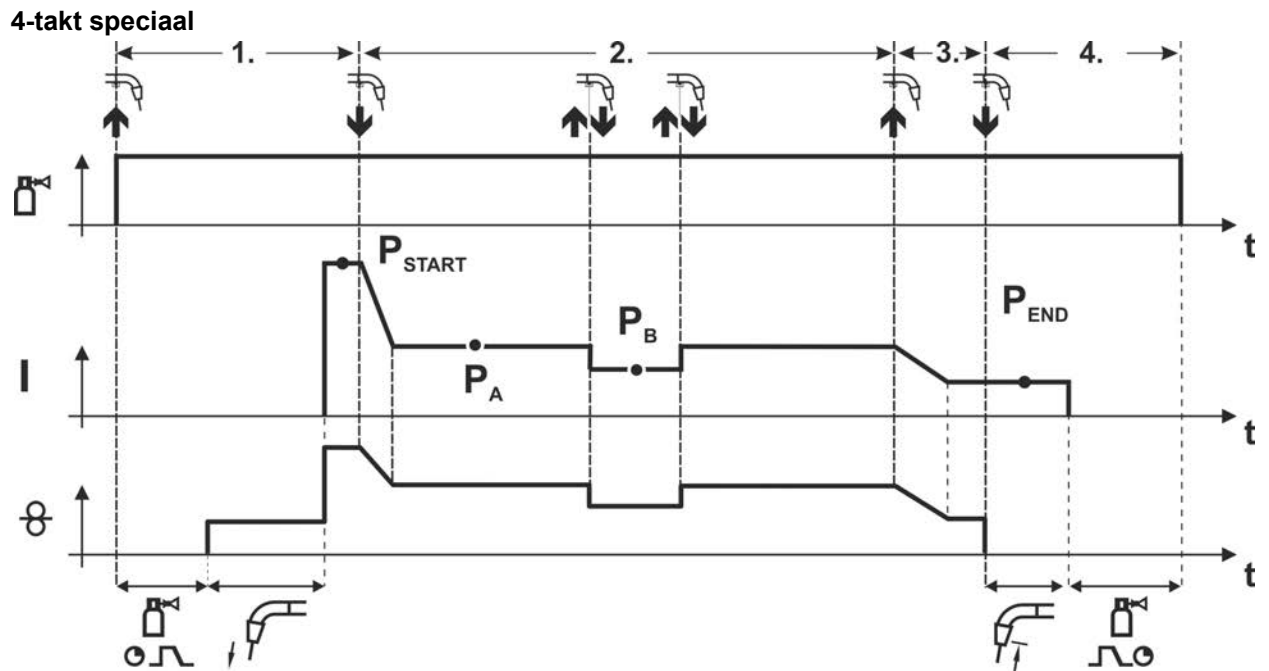 4-takt speciaal
1. 2. 3. 4.
t
P START
P B
P END
I
P A
t
t